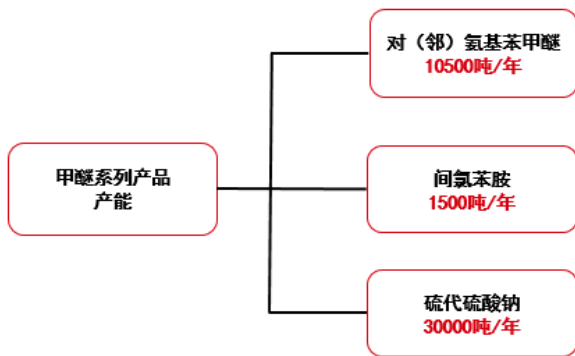 对（邻）氨基苯甲醚
10500吨/年
甲醚系列产品
产能
间氯苯胺
1500吨/年
硫代硫酸钠
30000吨/年